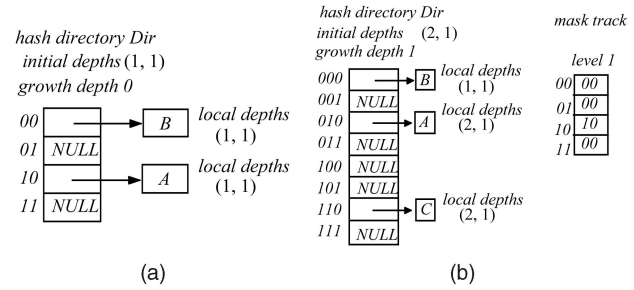 hash directory Dir
initial depths (1, 1)
growth depth 0
00
B
local depths
(1, 1)
01 NULL
10
A
local depths
(1, 1)
11 NULL
(a)
hash directory Dir
initial depths (2, 1)
growth depth 1
000
B
local depths
(1, 1)
001 NULL
010
A
local depths
(2, 1)
011 NULL
100 NULL
101 NULL
110
C
local depths
(2, 1)
111 NULL
(b)
mask track
level 1
00 00
01 00
10 10
11 00